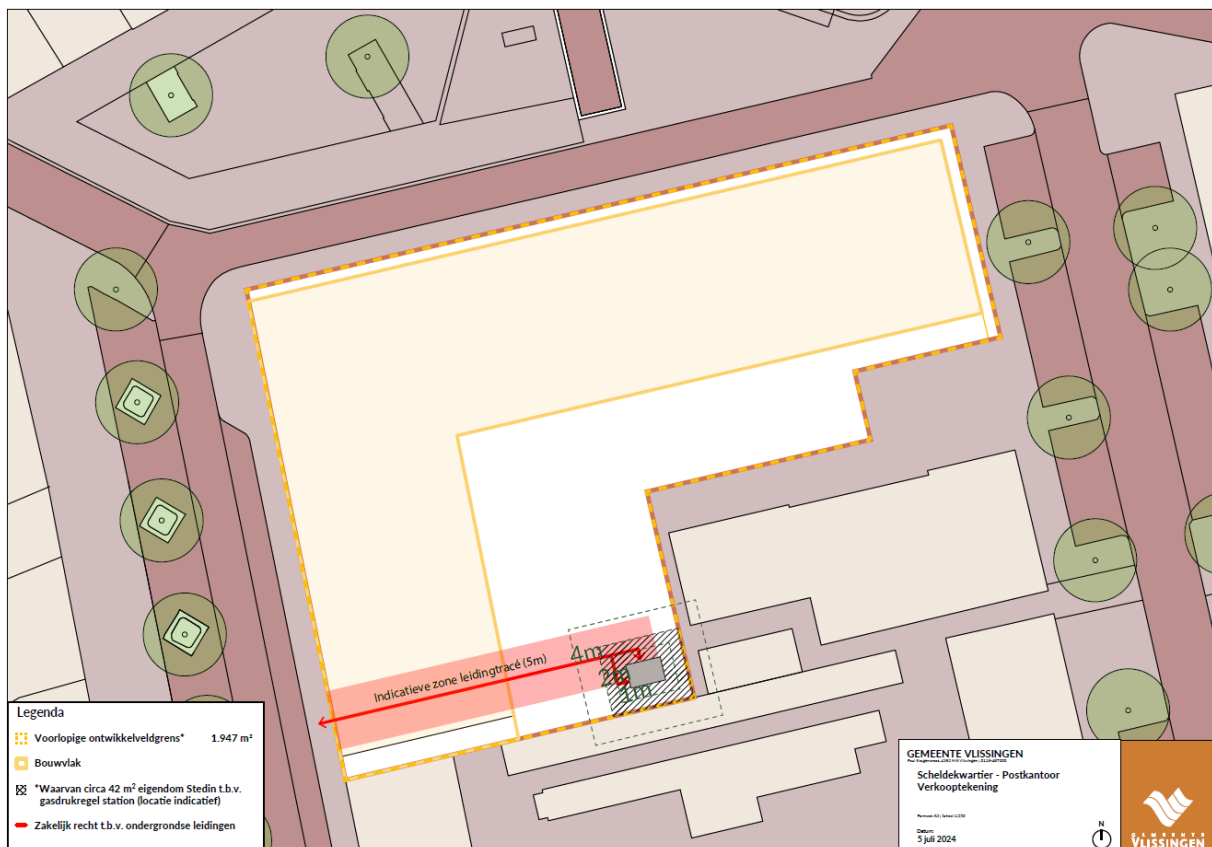 4m
Indicatieve zone leidingtracé (5m)
2m
1m
Legenda
Voorlopige ontwikkelveldgrens* 1.947 m²
Bouwvlak
*Waarvan circa 42 m² eigendom Stedin t.b.v.
gasdrukregel station (locatie indicatief)
Zakelijk recht t.b.v. ondergrondse leidingen
GEMEENTE VLISSINGEN
Scheldekwartier - Postkantoor
Verkooptekening
Datum:
5 juli 2024
N
GEMEENTE
VLISSINGEN